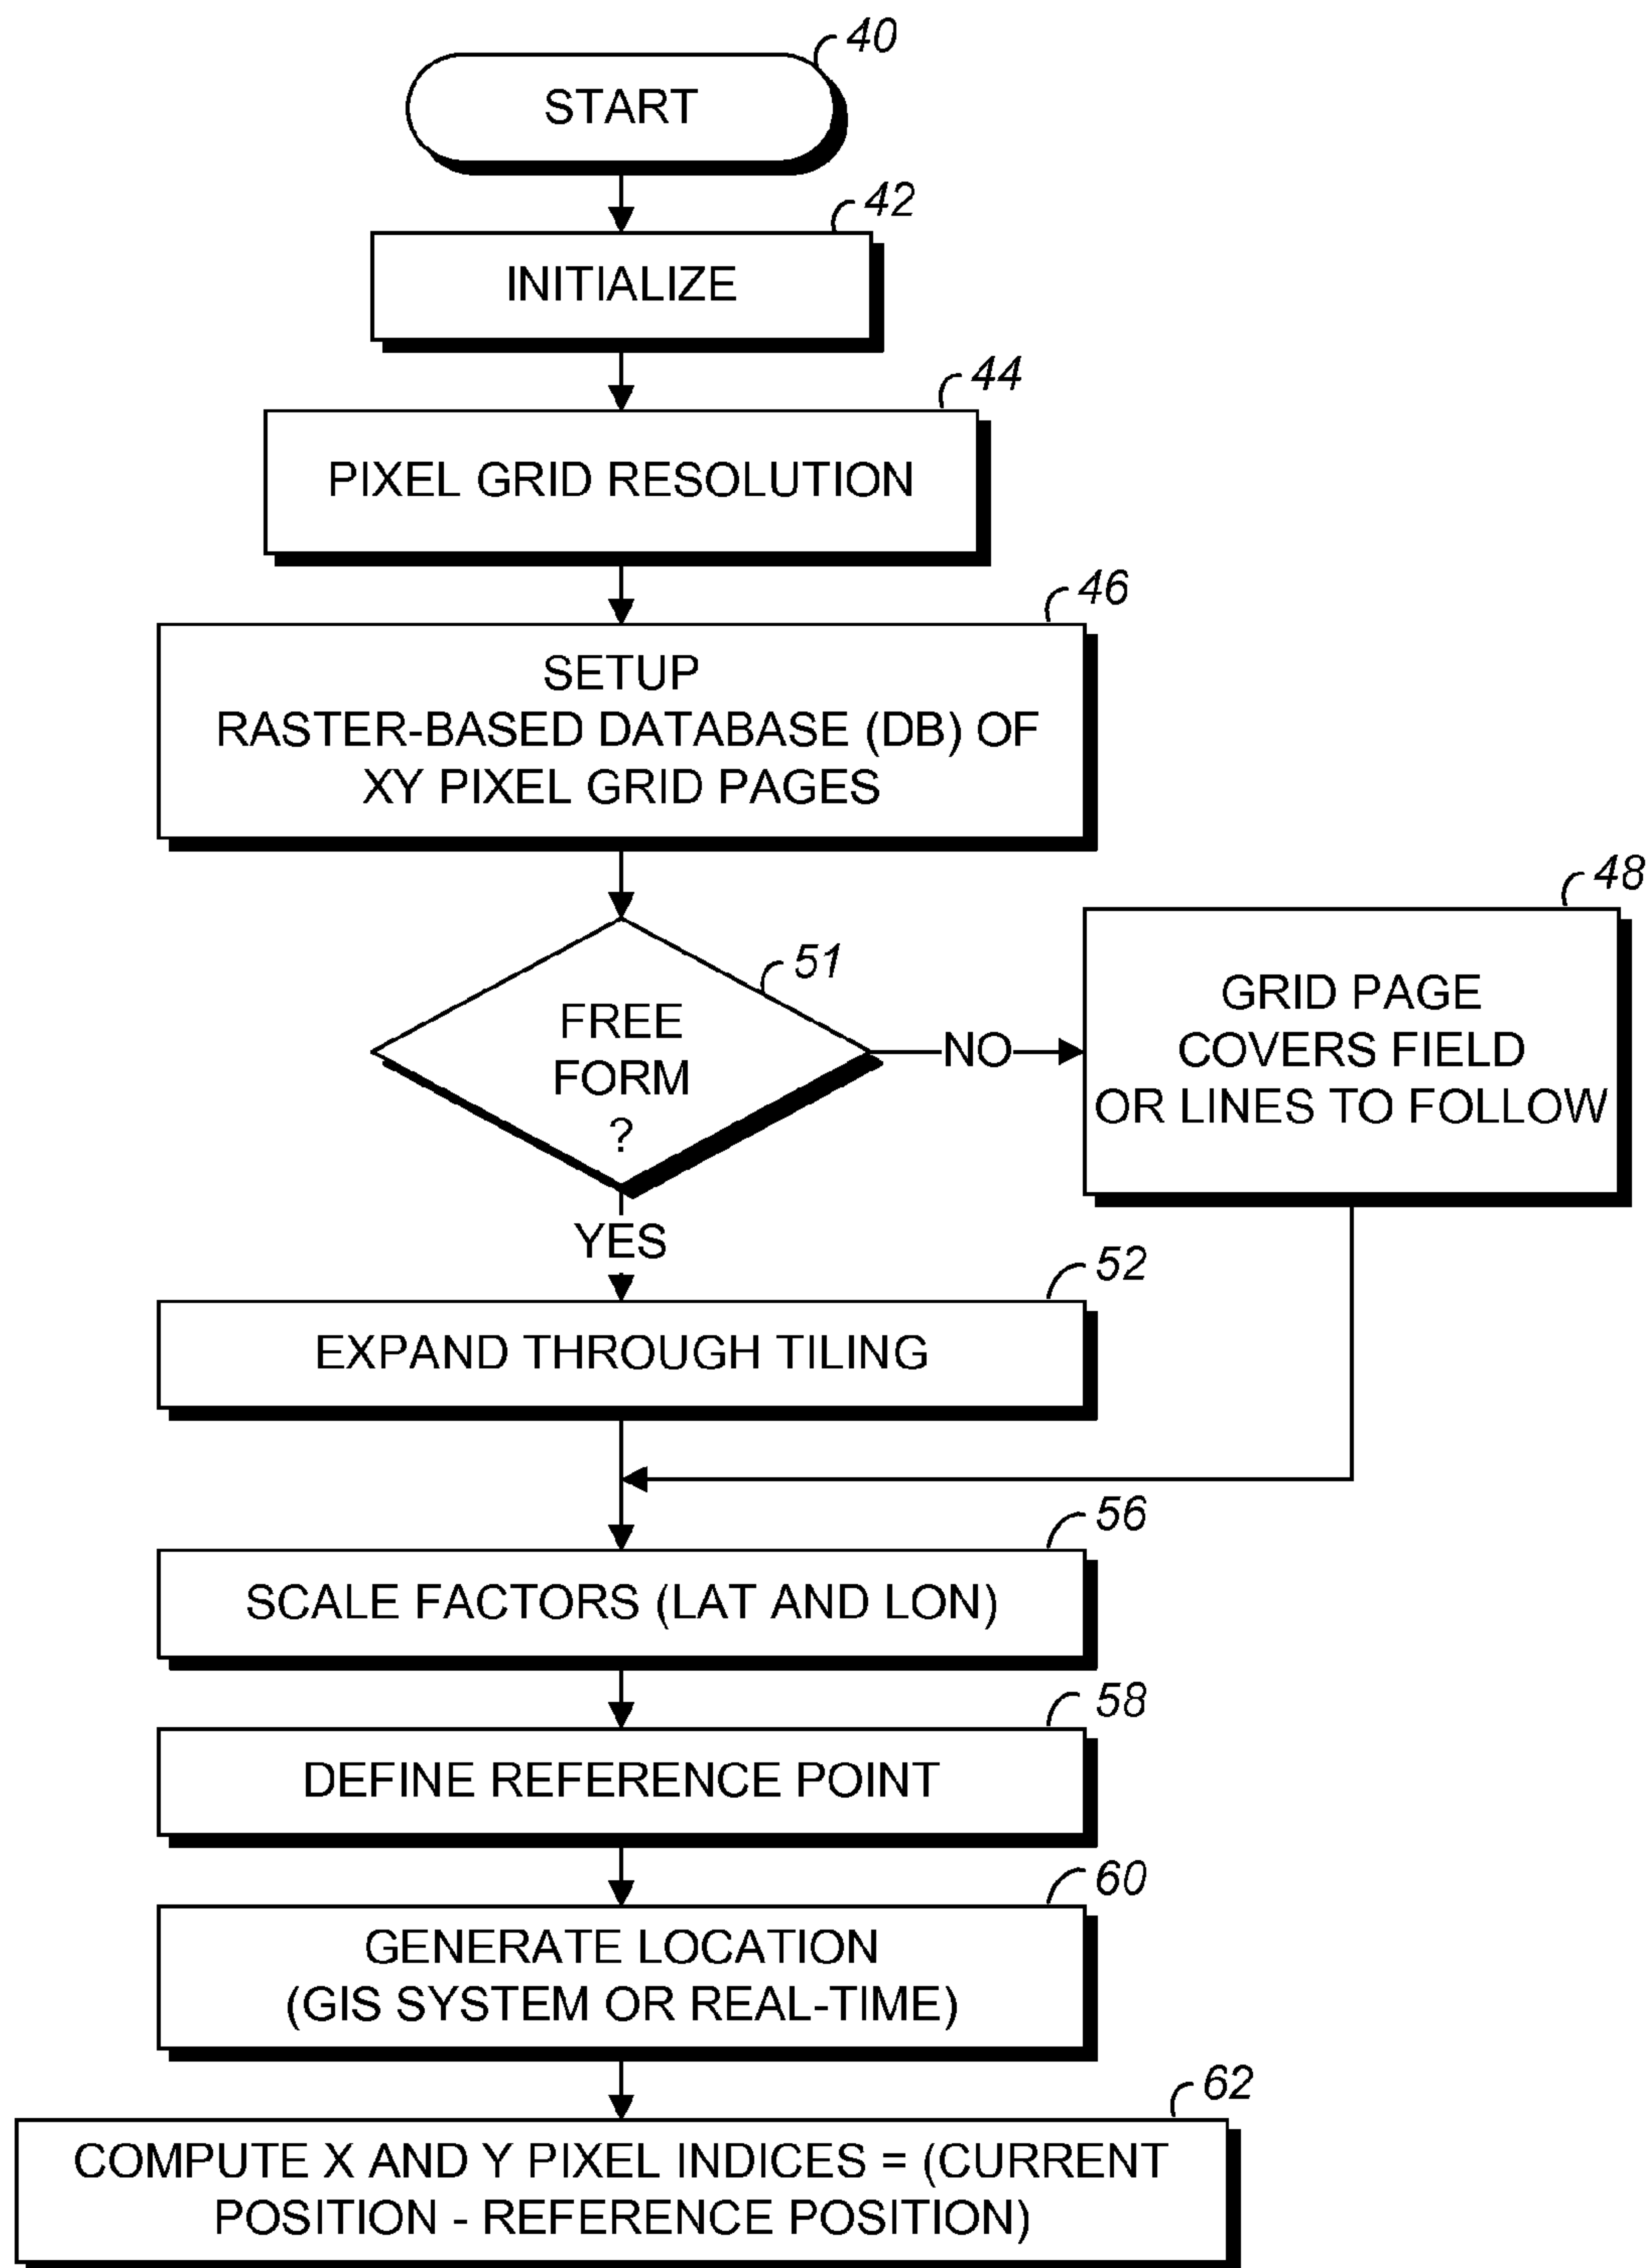 40
START
42
INITIALIZE
44
PIXEL GRID RESOLUTION
46
SETUP
RASTER-BASED DATABASE (DB) OF
XY PIXEL GRID PAGES
51
FREE
FORM
?
NO
48
GRID PAGE
COVERS FIELD
OR LINES TO FOLLOW
YES
52
EXPAND THROUGH TILING
56
SCALE FACTORS (LAT AND LON)
58
DEFINE REFERENCE POINT
60
GENERATE LOCATION
(GIS SYSTEM OR REAL-TIME)
62
COMPUTE X AND Y PIXEL INDICES = (CURRENT
POSITION - REFERENCE POSITION)